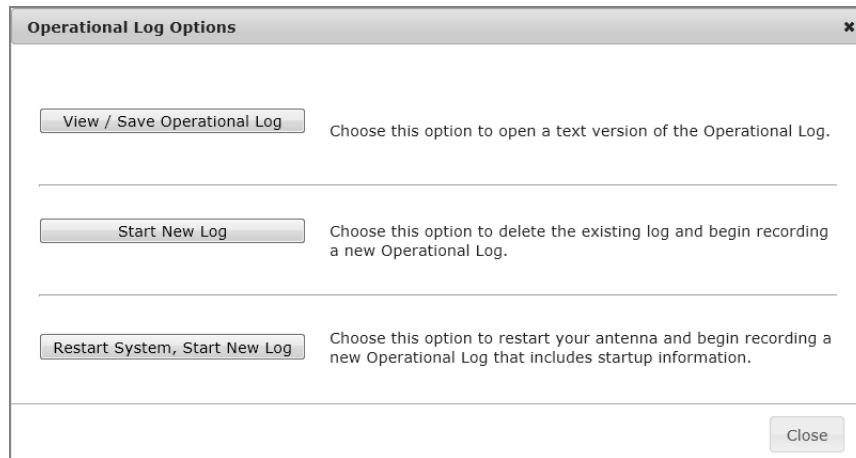 Operational Log Options
View / Save Operational Log
Choose this option to open a text version of the Operational Log.
Start New Log
Choose this option to delete the existing log and begin recording
a new Operational Log.
Restart System, Start New Log
Choose this option to restart your antenna and begin recording a
new Operational Log that includes startup information.
Close